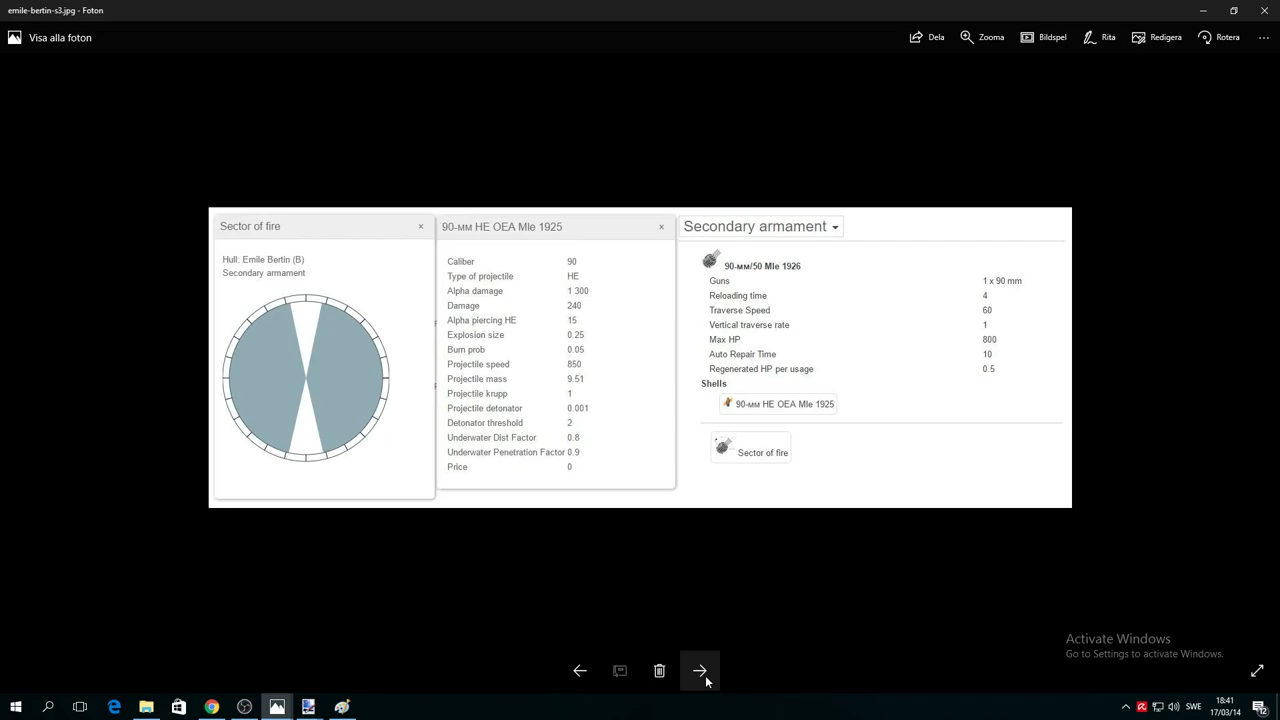 emile-bertin-s3.jpg - Foton
Visa alla foton
Dela
Zooma
Bildspel
Rita
Redigera
Rotera
Sector of fire
Hull: Emile Bertin (B)
Secondary armament
90-мм HE OEA Mle 1925
Caliber 90
Type of projectile HE
Alpha damage 1 300
Damage 240
Alpha piercing HE 15
Explosion size 0.25
Burn prob 0.05
Projectile speed 850
Projectile mass 9.51
Projectile krupp 1
Projectile detonator 0.001
Detonator threshold 2
Underwater Dist Factor 0.8
Underwater Penetration Factor 0.9
Price 0
Secondary armament
90-мм/50 Mle 1926
Guns 1 x 90 mm
Reloading time 4
Traverse Speed 60
Vertical traverse rate 1
Max HP 800
Auto Repair Time 10
Regenerated HP per usage 0.5
Shells
90-мм HE OEA Mle 1925
Sector of fire
Activate Windows
Go to Settings to activate Windows.
SWE
18:41
17/03/14
12